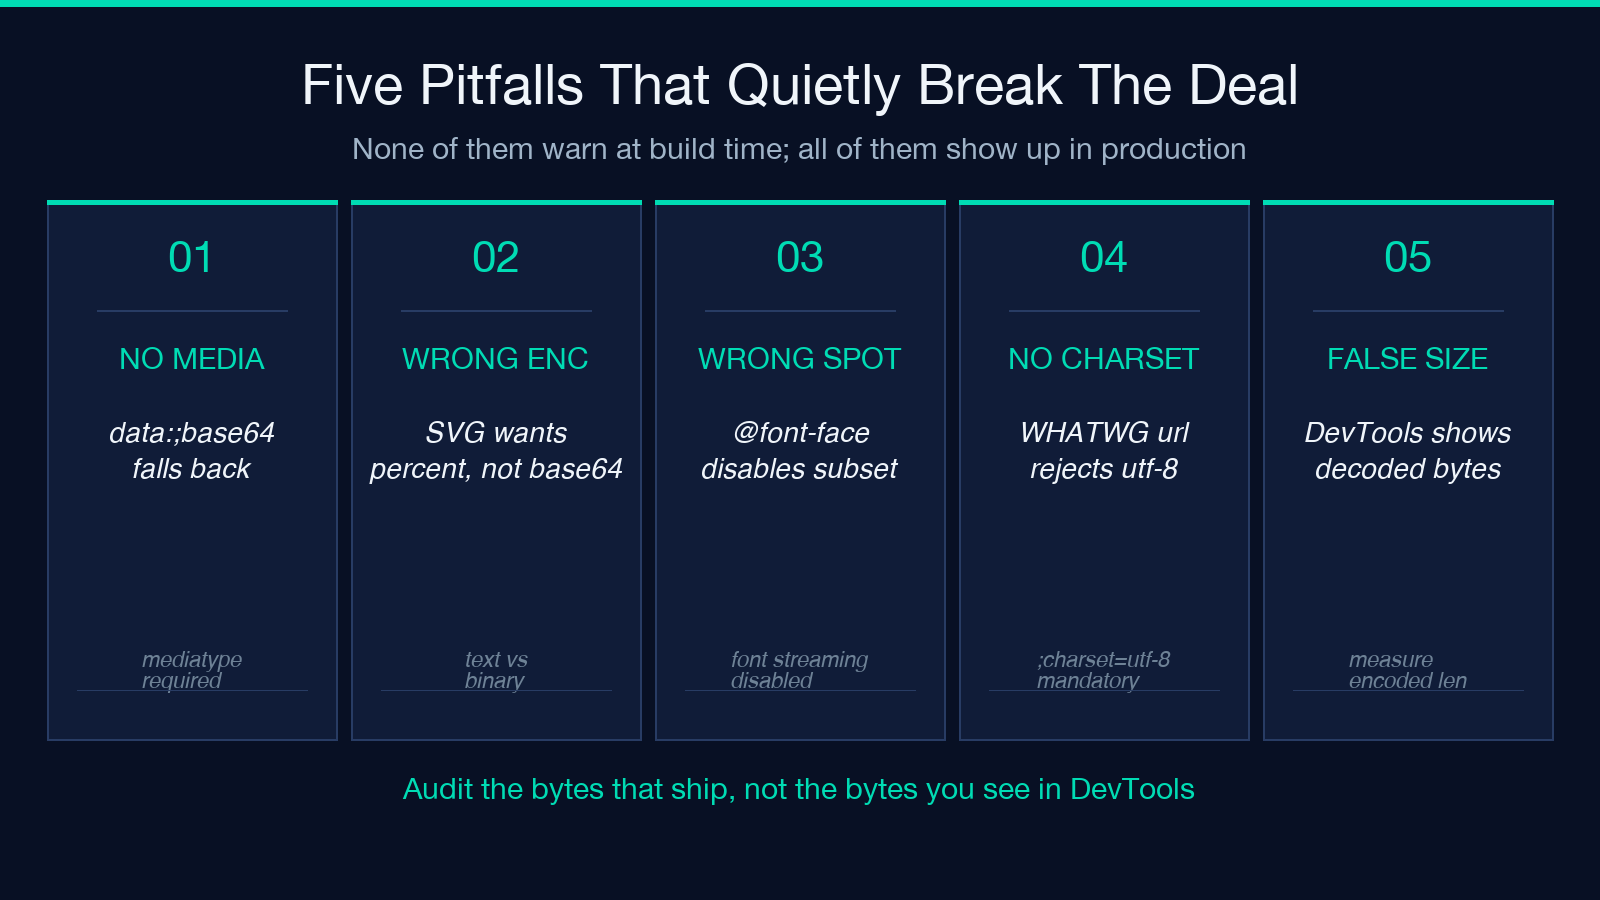 Five Pitfalls That Quietly Break The Deal
None of them warn at build time; all of them show up in production
01
NO MEDIA
data:;base64
falls back
mediatype
required
02
WRONG ENC
SVG wants
percent, not base64
text vs
binary
03
WRONG SPOT
@font-face
disables subset
font streaming
disabled
04
NO CHARSET
WHATWG url
rejects utf-8
;charset=utf-8
mandatory
05
FALSE SIZE
DevTools shows
decoded bytes
measure
encoded len
Audit the bytes that ship, not the bytes you see in DevTools